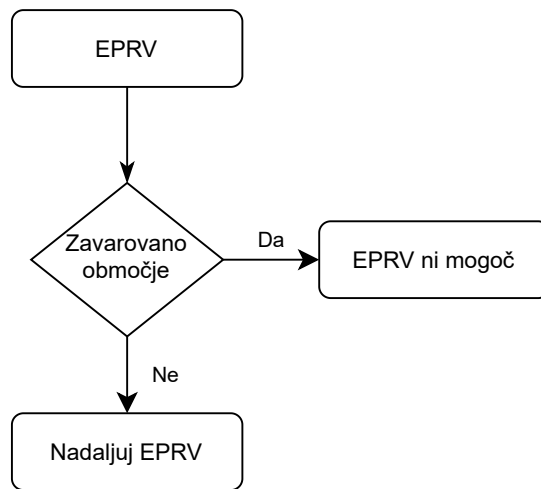 EPRV
Zavarovano
območje
Da
EPRV ni mogoč
Ne
Nadaljuj EPRV